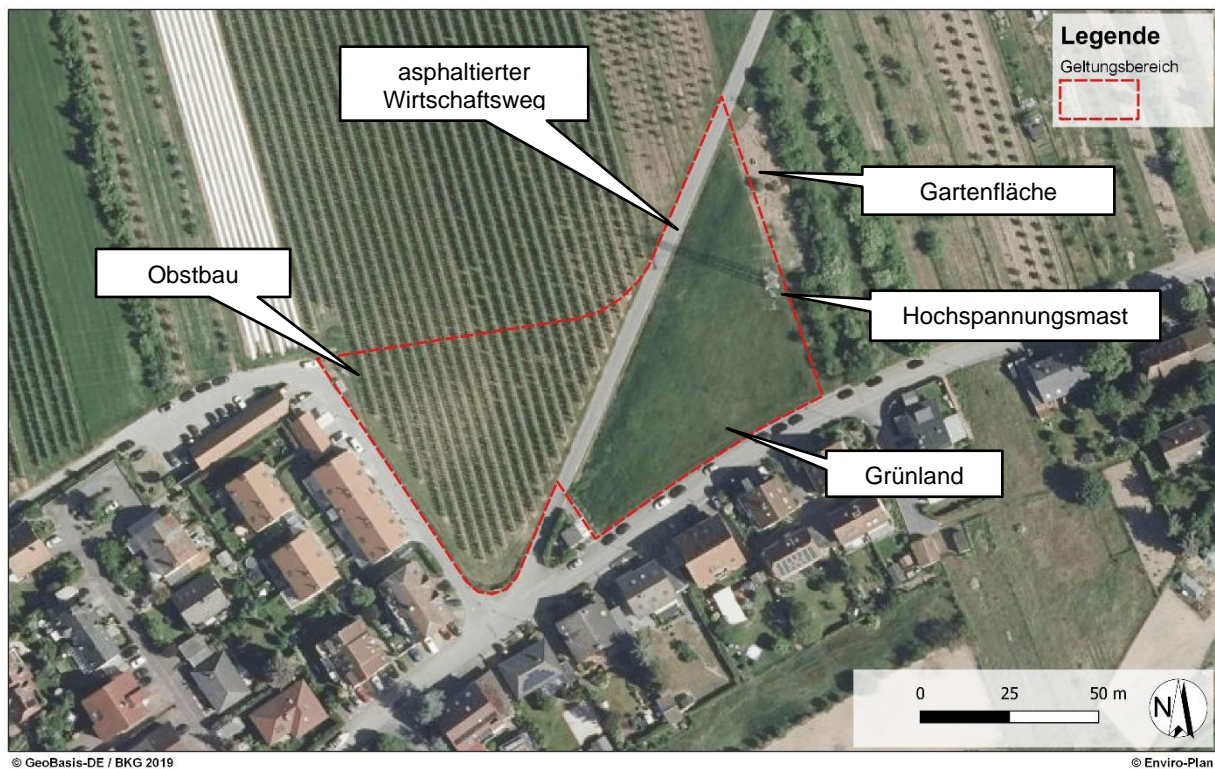 Legende
Geltungsbereich
asphaltierter
Wirtschaftsweg
Gartenfläche
Obstbau
Hochspannungsmast
Grünland
0 25 50 m
N
© GeoBasis-DE / BKG 2019
© Enviro-Plan